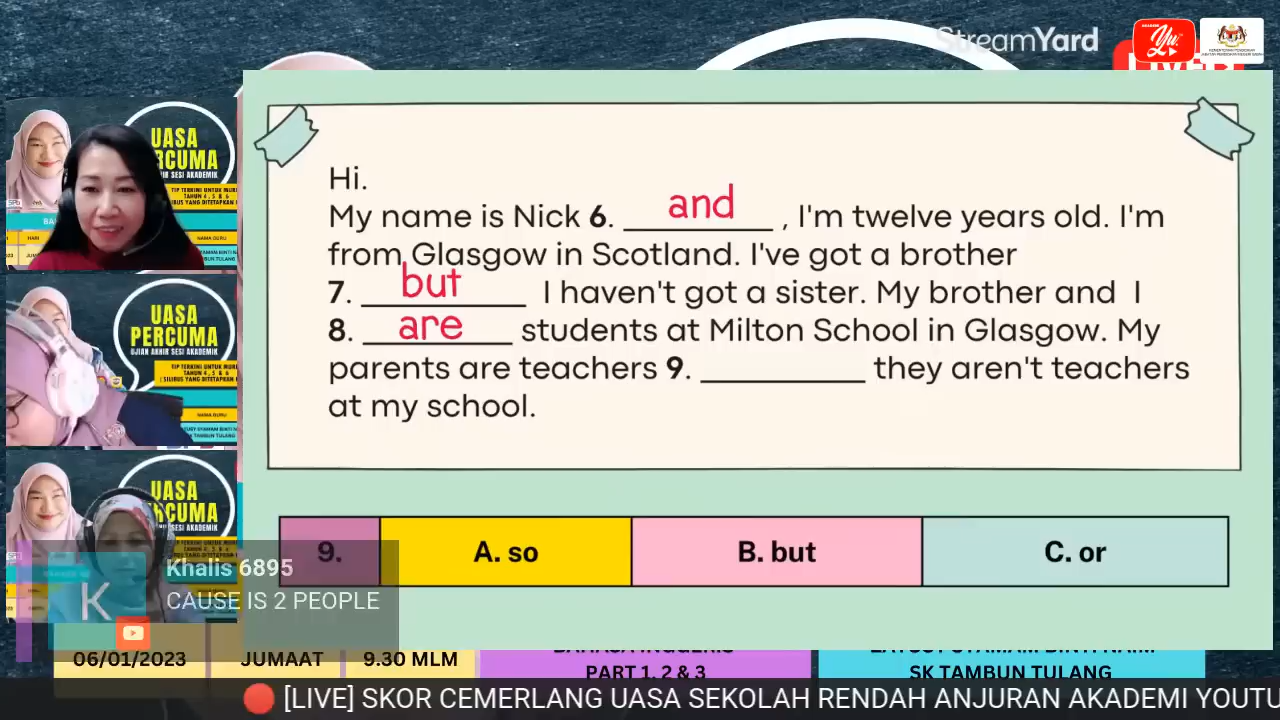 StreamYard
Hi.
My name is Nick 6. and , I'm twelve years old. I'm
from Glasgow in Scotland. I've got a brother
7. but I haven't got a sister. My brother and I
8. are students at Milton School in Glasgow. My
parents are teachers 9. they aren't teachers
at my school.
9. A. so B. but C. or
UASA
PERCUMA
Khalis 6895
CAUSE IS 2 PEOPLE
K
06/01/2023 JUMAAT 9.30 MLM
PART 1, 2 & 3
SK TAMBUN TULANG
[LIVE] SKOR CEMERLANG UASA SEKOLAH RENDAH ANJURAN AKADEMI YOUTU